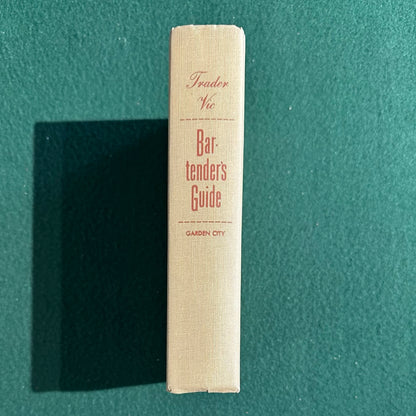 Trader
Vic
Bar-
tender's
Guide
GARDEN CITY